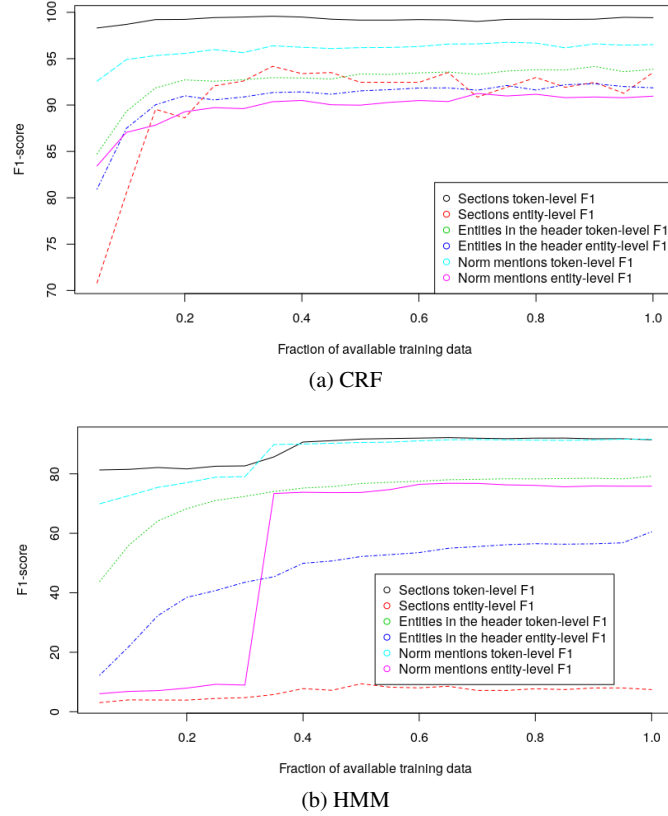 100
95
90
85
80
75
70
F1-score
Sections token-level F1
Sections entity-level F1
Entities in the header token-level F1
Entities in the header entity-level F1
Norm mentions token-level F1
Norm mentions entity-level F1
0.2 0.4 0.6 0.8 1.0
Fraction of available training data
(a) CRF
80
60
40
20
0
F1-score
Sections token-level F1
Sections entity-level F1
Entities in the header token-level F1
Entities in the header entity-level F1
Norm mentions token-level F1
Norm mentions entity-level F1
0.2 0.4 0.6 0.8 1.0
Fraction of available training data
(b) HMM